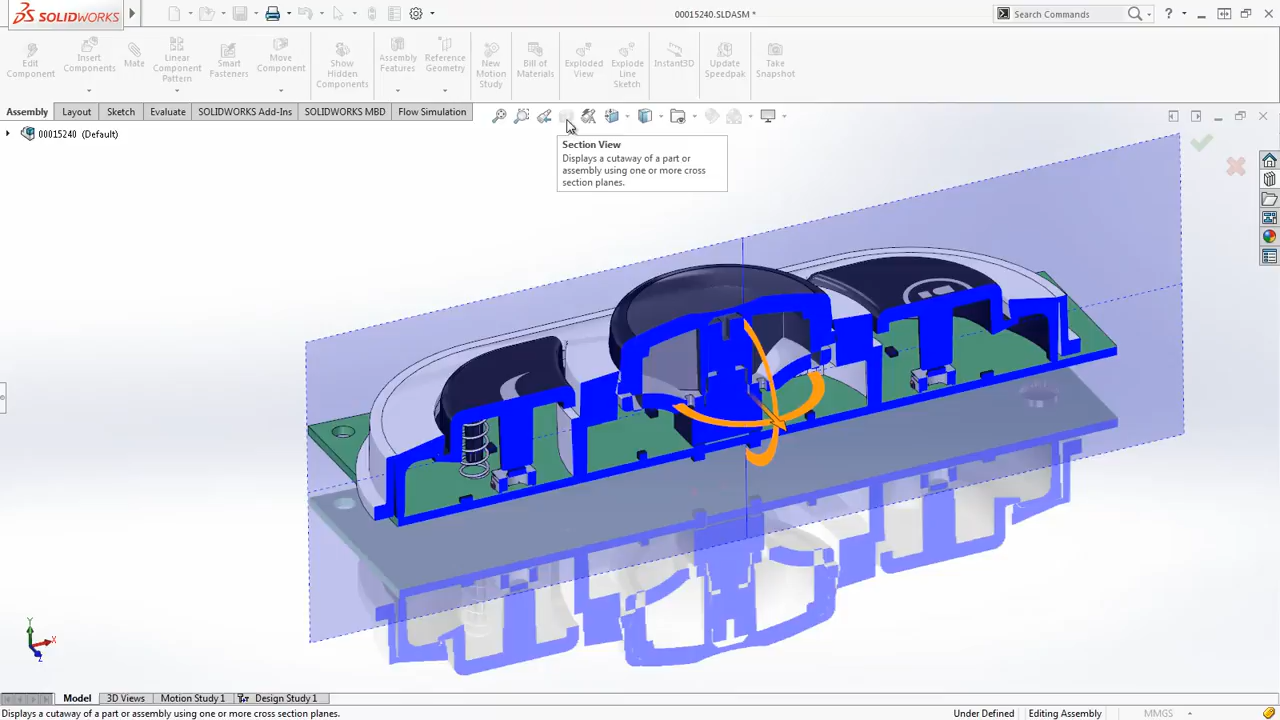 SOLIDWORKS
00015240.SLDASM *
Search Commands
Edit Component
Insert Components
Mate
Linear Component Pattern
Smart Fasteners
Move Component
Show Hidden Components
Assembly Features
Reference Geometry
New Motion Study
Bill of Materials
Exploded View
Explode Line Sketch
Instant3D
Update Speedpak
Take Snapshot
Assembly
Layout
Sketch
Evaluate
SOLIDWORKS Add-Ins
SOLIDWORKS MBD
Flow Simulation
00015240 (Default)
Section View
Displays a cutaway of a part or
assembly using one or more cross
section planes.
Y
X
Z
Model
3D Views
Motion Study 1
Design Study 1
Displays a cutaway of a part or assembly using one or more cross section planes.
Under Defined
Editing Assembly
MMGS